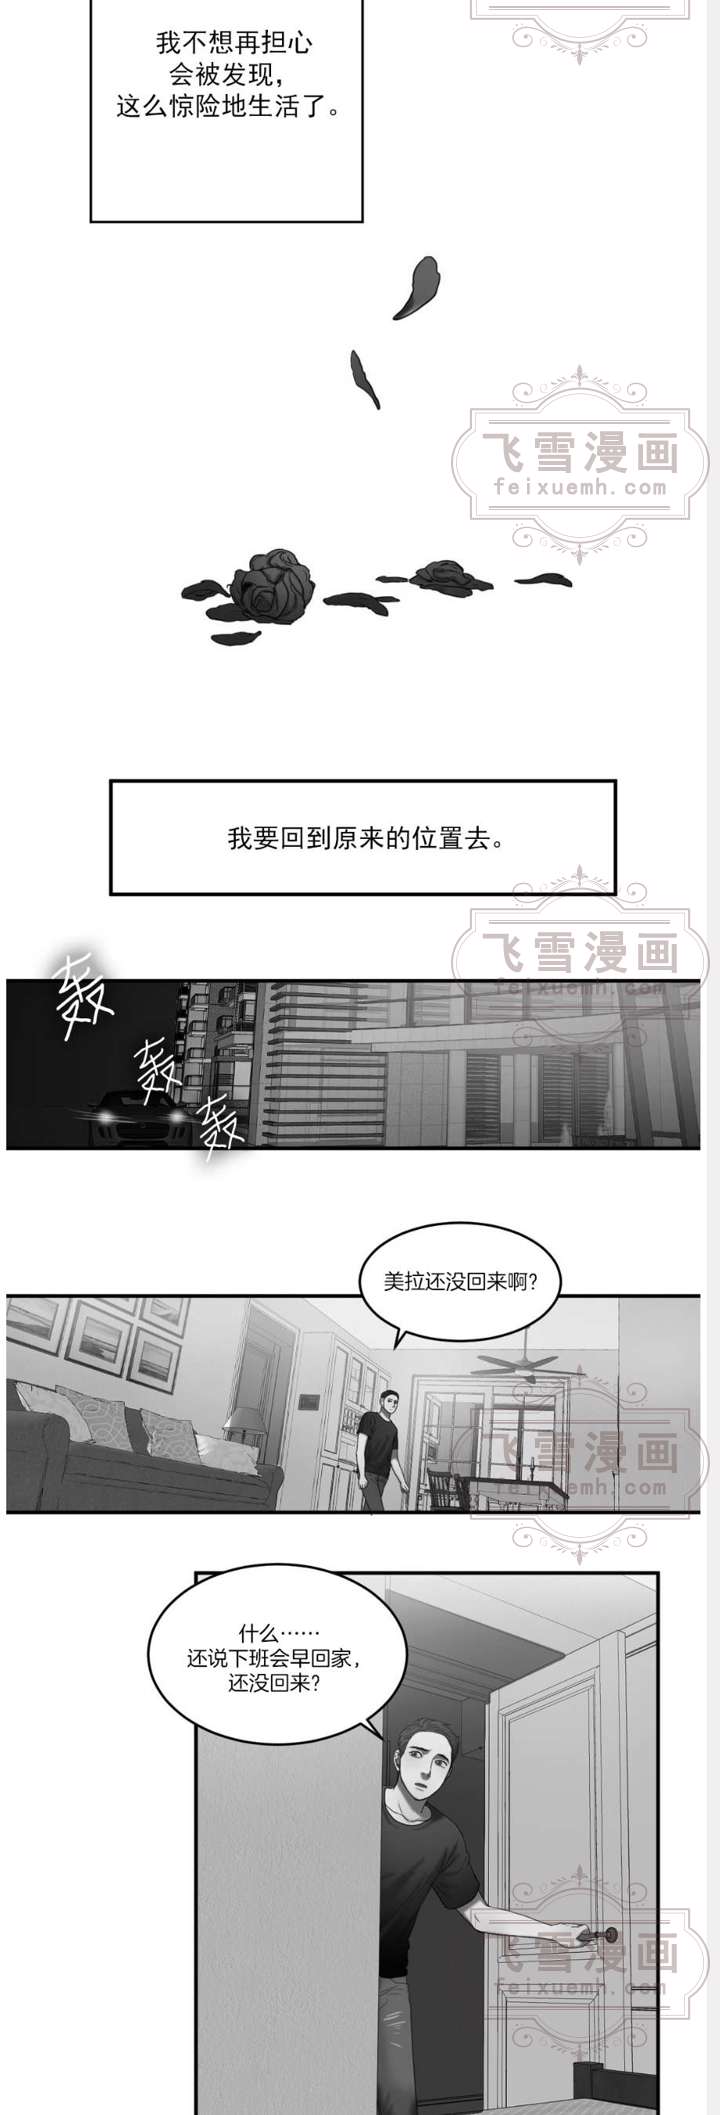 我不想再担心
会被发现，
这么惊险地生活了。
飞雪漫画
feixuemh.com
我要回到原来的位置去。
飞雪漫画
feixuemh.com
轰
轰
轰
美拉还没回来啊？
飞雪漫画
feixuemh.com
什么……
还说下班会早回家，
还没回来？
飞雪漫画
feixuemh.com